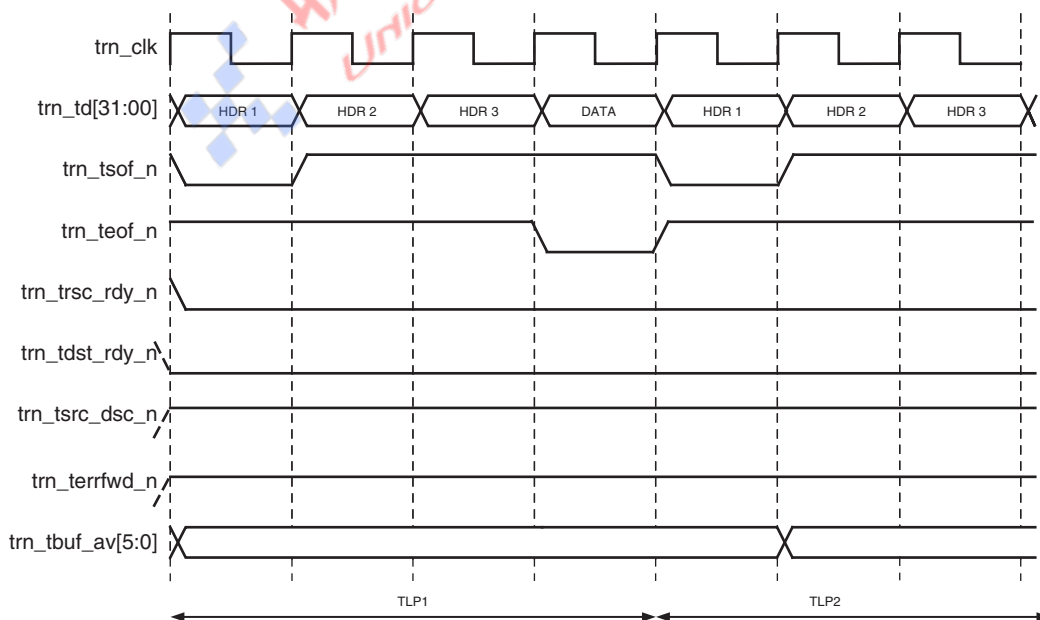 trn_clk
trn_td[31:00]
HDR 1
HDR 2
HDR 3
DATA
HDR 1
HDR 2
HDR 3
trn_tsof_n
trn_teof_n
trn_trsc_rdy_n
trn_tdst_rdy_n
trn_tsrc_dsc_n
trn_terrfwd_n
trn_tbuf_av[5:0]
TLP1
TLP2